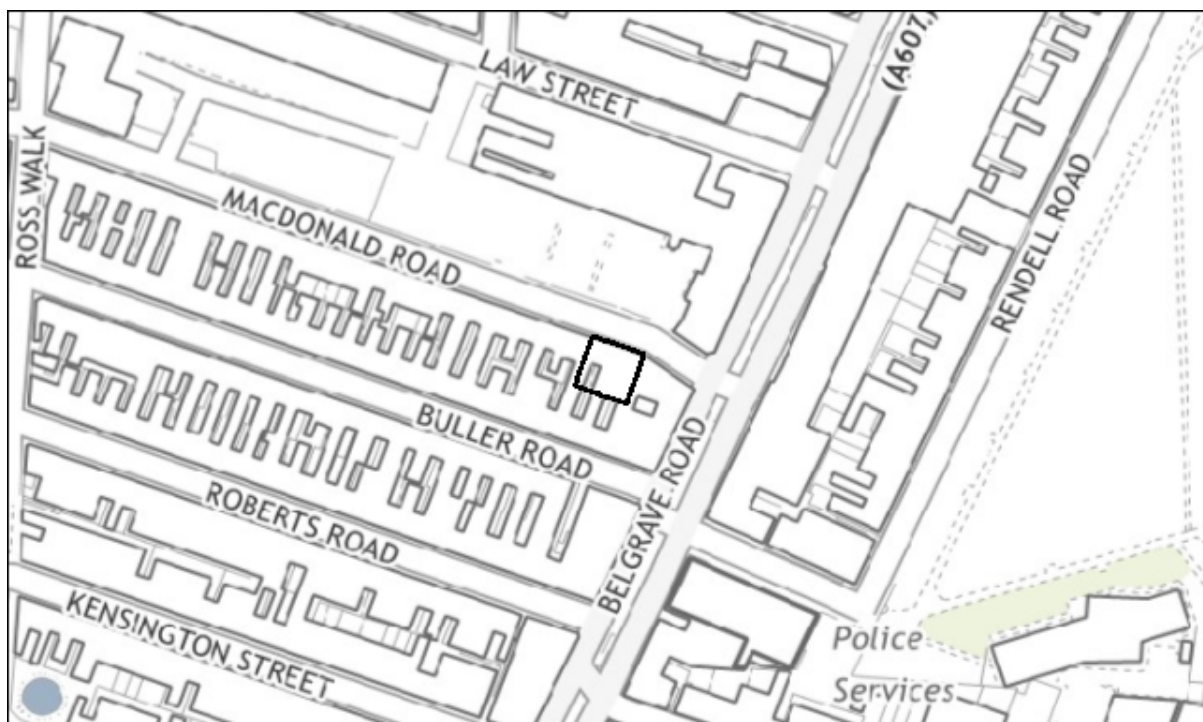 LAW STREET
(A607)
ROSS WALK
MACDONALD ROAD
RENDELL ROAD
BULLER ROAD
BELGRAVE ROAD
ROBERTS ROAD
KENSINGTON STREET
Police
Services